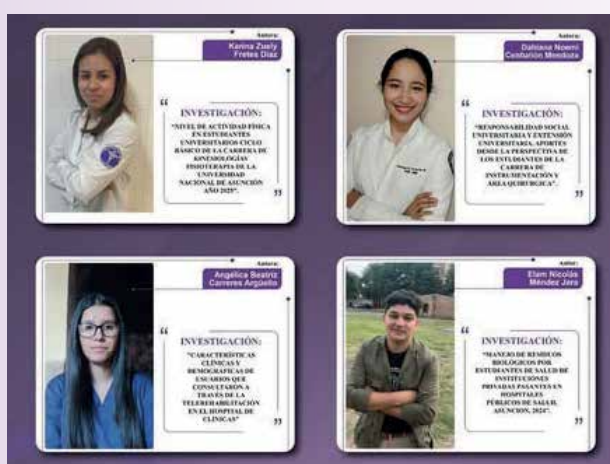 Autora:
Karina Zuely
Fretes Díaz
“
INVESTIGACIÓN:
"NIVEL DE ACTIVIDAD FÍSICA
EN ESTUDIANTES
UNIVERSITARIOS CICLO
BÁSICO DE LA CARRERA DE
KINESIOLOGÍAS
FISIOTERAPIA DE LA
UNIVERSIDAD
NACIONAL DE ASUNCIÓN
AÑO 2025".
”
Autora:
Dahiana Noemí
Centurión Mendoza
“
INVESTIGACIÓN:
"RESPONSABILIDAD SOCIAL
UNIVERSITARIA Y EXTENSIÓN
UNIVERSITARIA. APORTES
DESDE LA PERSPECTIVA DE
LOS ESTUDIANTES DE LA
CARRERA DE
INSTRUMENTACIÓN Y
ÁREA QUIRÚRGICA".
”
Autora:
Angélica Beatriz
Carreres Argüello
“
INVESTIGACIÓN:
"CARACTERÍSTICAS
CLÍNICAS Y
DEMOGRAFICAS DE
USUARIOS QUE
CONSULTARON A
TRAVÉS DE LA
TELEREHABILITACIÓN
EN EL HOSPITAL DE
CLÍNICAS"
”
Autor:
Elam Nicolás
Méndez Jara
“
INVESTIGACIÓN:
"MANEJO DE RESIDUOS
BIOLÓGICOS POR
ESTUDIANTES DE SALUD DE
INSTITUCIONES
PRIVADAS PASANTES EN
HOSPITALES
PÚBLICOS DE SALUD,
ASUNCION, 2024".
”